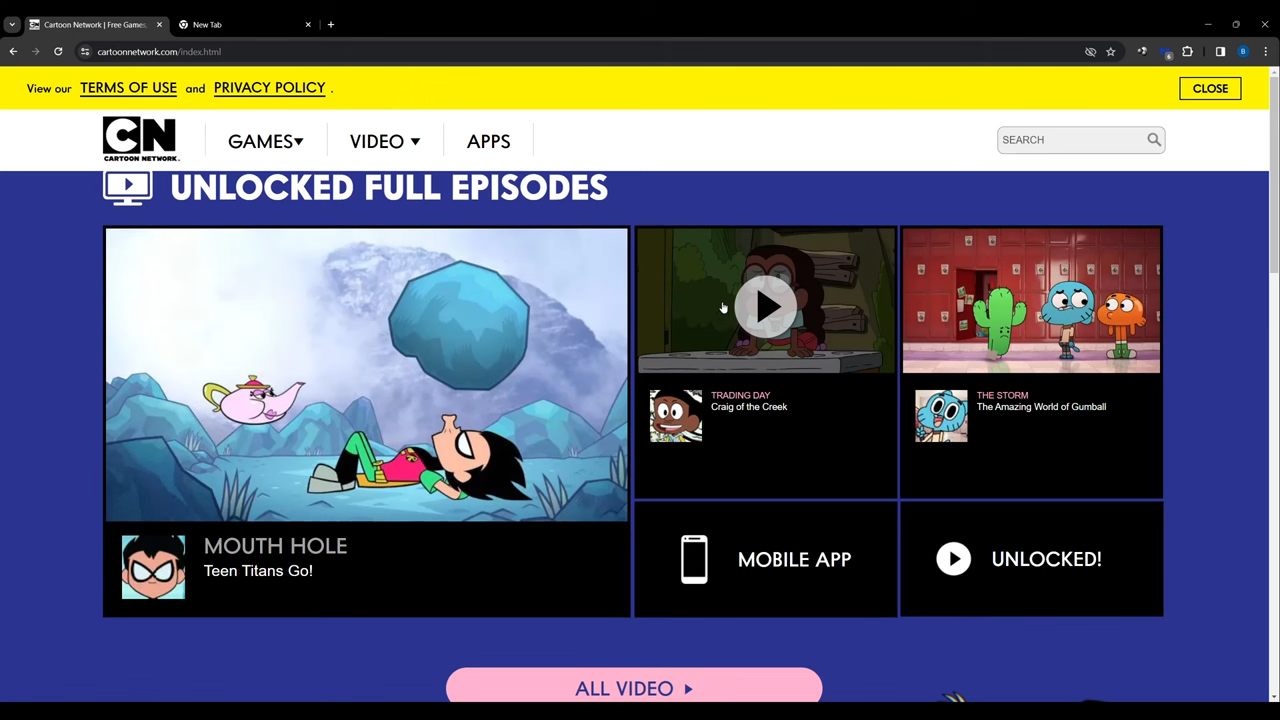 Cartoon Network | Free Games,
New Tab
cartoonnetwork.com/index.html
6
B
View our TERMS OF USE and PRIVACY POLICY .
CLOSE
CN
CARTOON NETWORK
GAMES▾
VIDEO ▾
APPS
SEARCH
UNLOCKED FULL EPISODES
TRADING DAY
Craig of the Creek
THE STORM
The Amazing World of Gumball
MOUTH HOLE
Teen Titans Go!
MOBILE APP
UNLOCKED!
ALL VIDEO